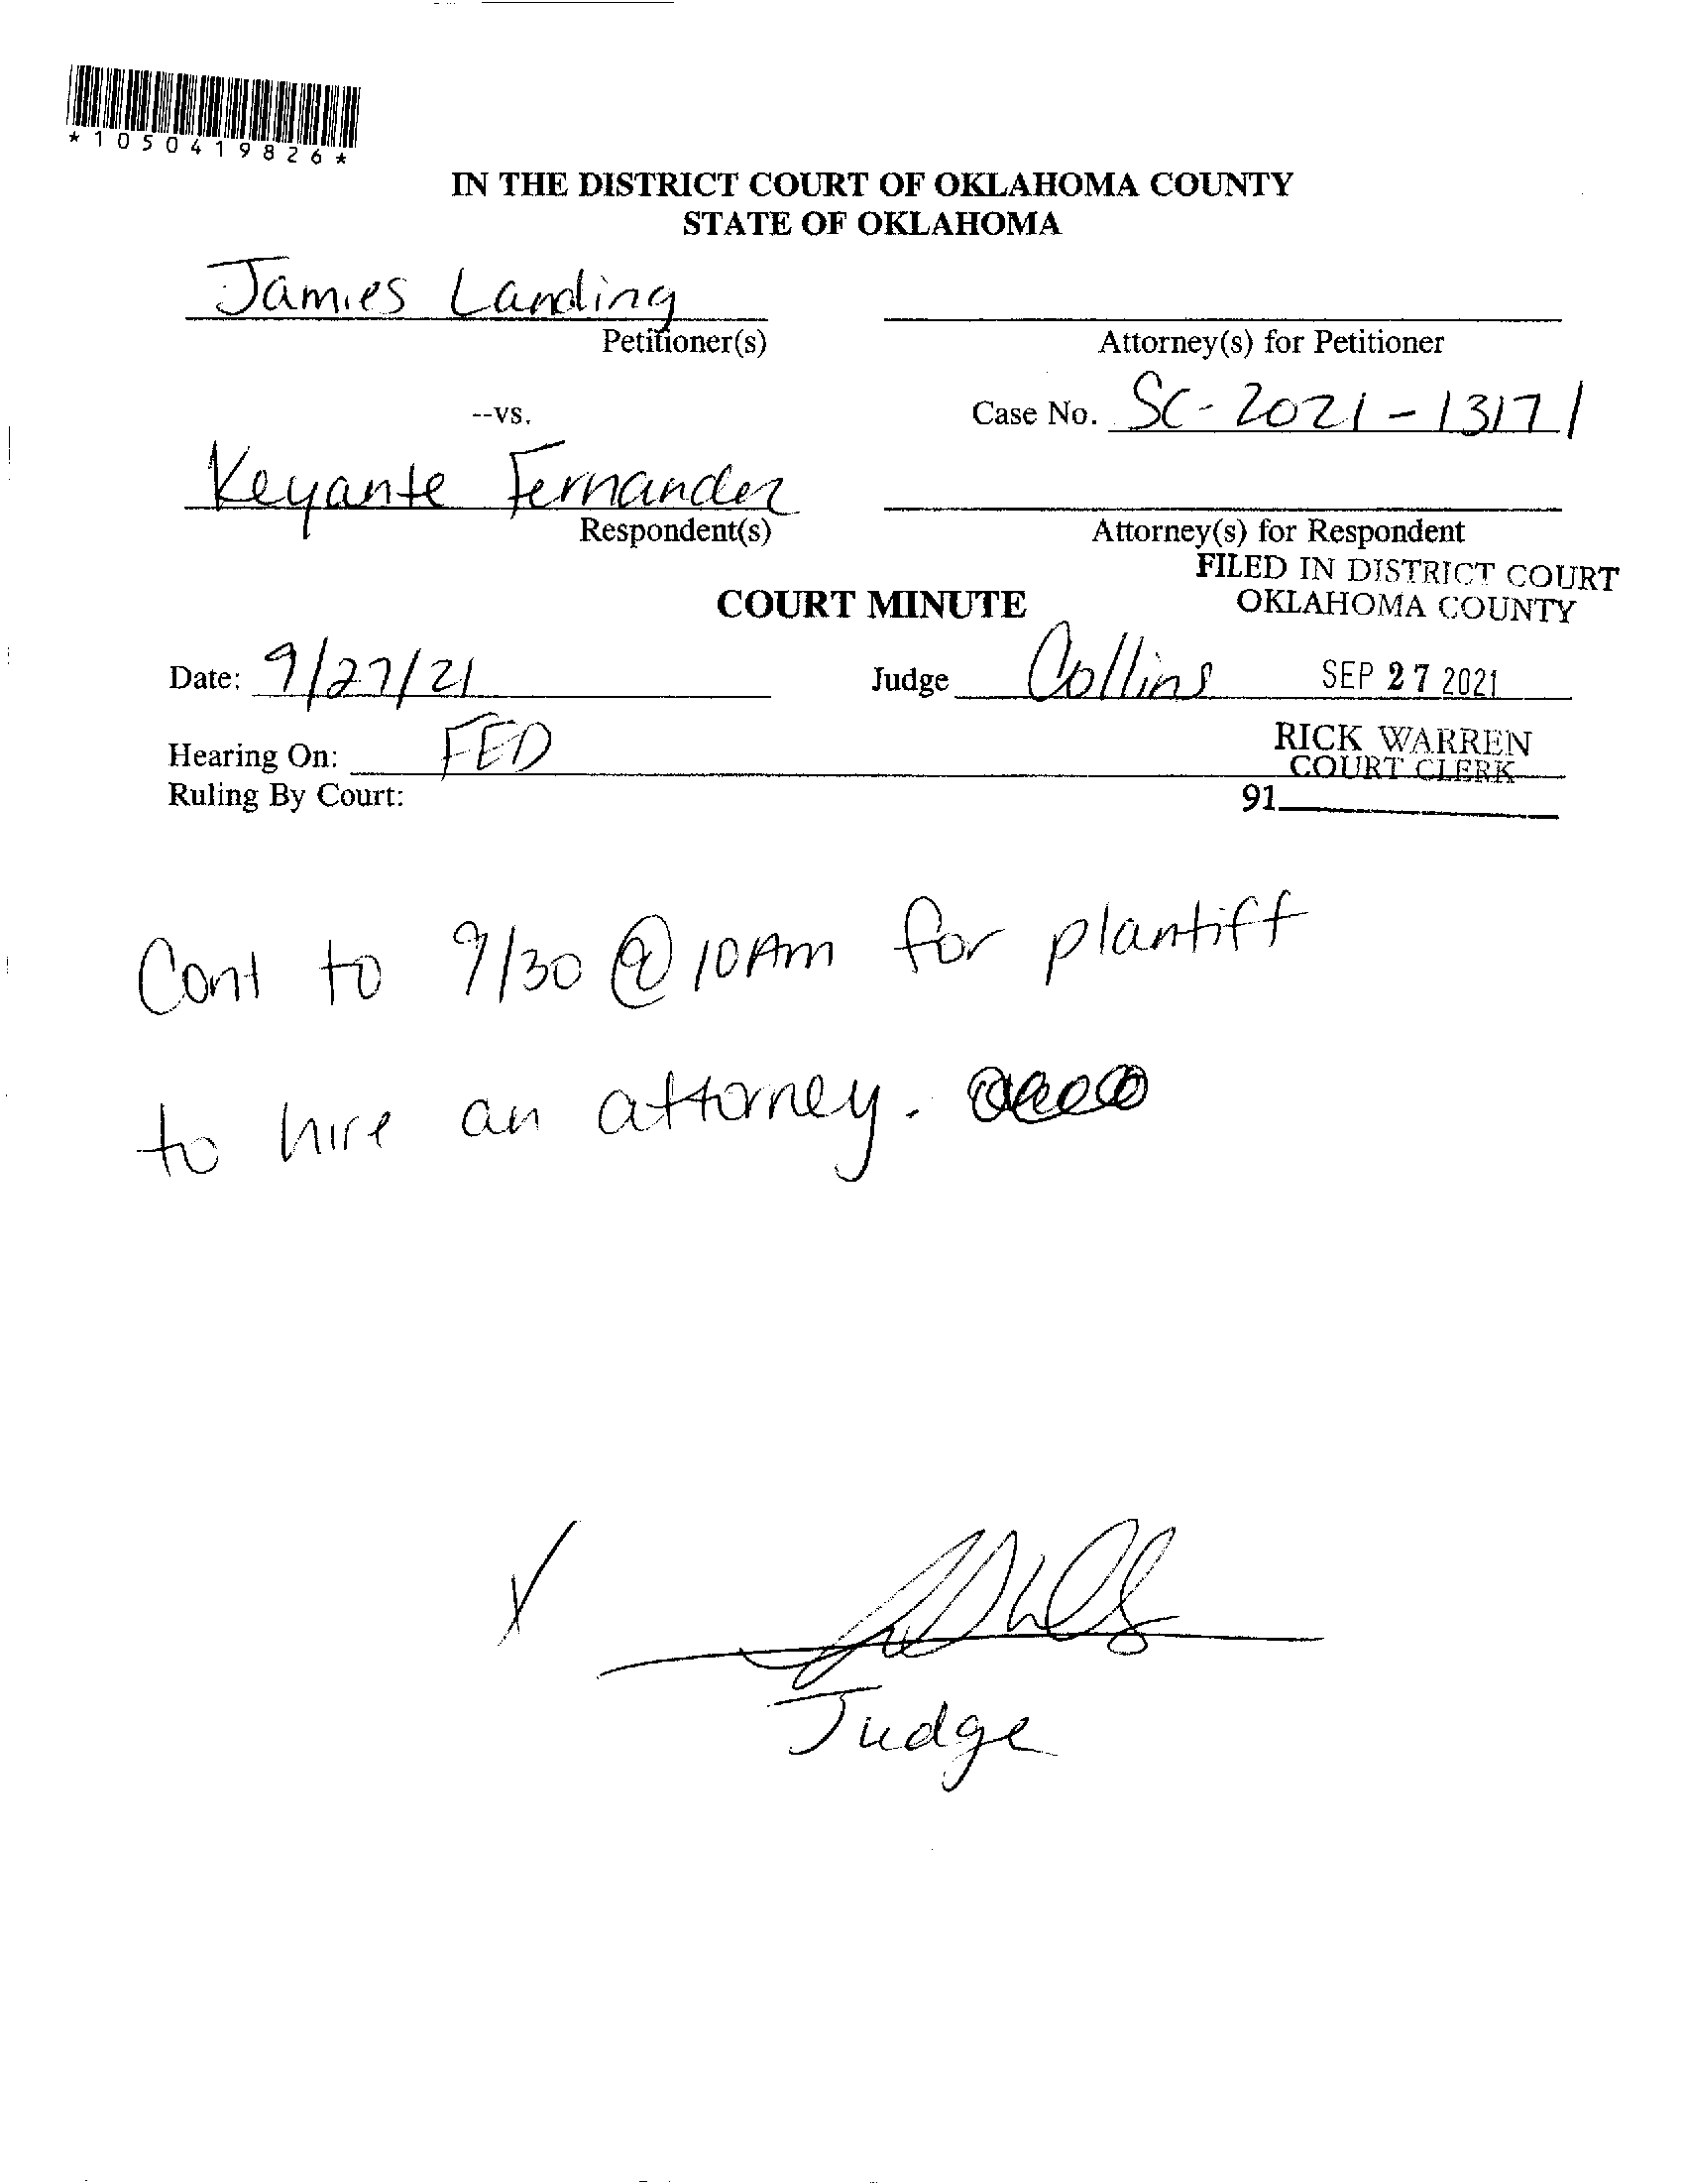 *1050419826*
IN THE DISTRICT COURT OF OKLAHOMA COUNTY
STATE OF OKLAHOMA
Jamies Landing
Petitioner(s)
Attorney(s) for Petitioner
--vs.
Case No. SC-2021-13171
Keyante Fernandez
Respondent(s)
Attorney(s) for Respondent
FILED IN DISTRICT COURT
OKLAHOMA COUNTY
COURT MINUTE
Date: 9/27/21
Judge Collins
SEP 27 2021
Hearing On: FED
RICK WARREN
COURT CLERK
Ruling By Court:
91
Cont to 9/30 @ 10AM for plantiff
to hire an attorney.
X
Judge